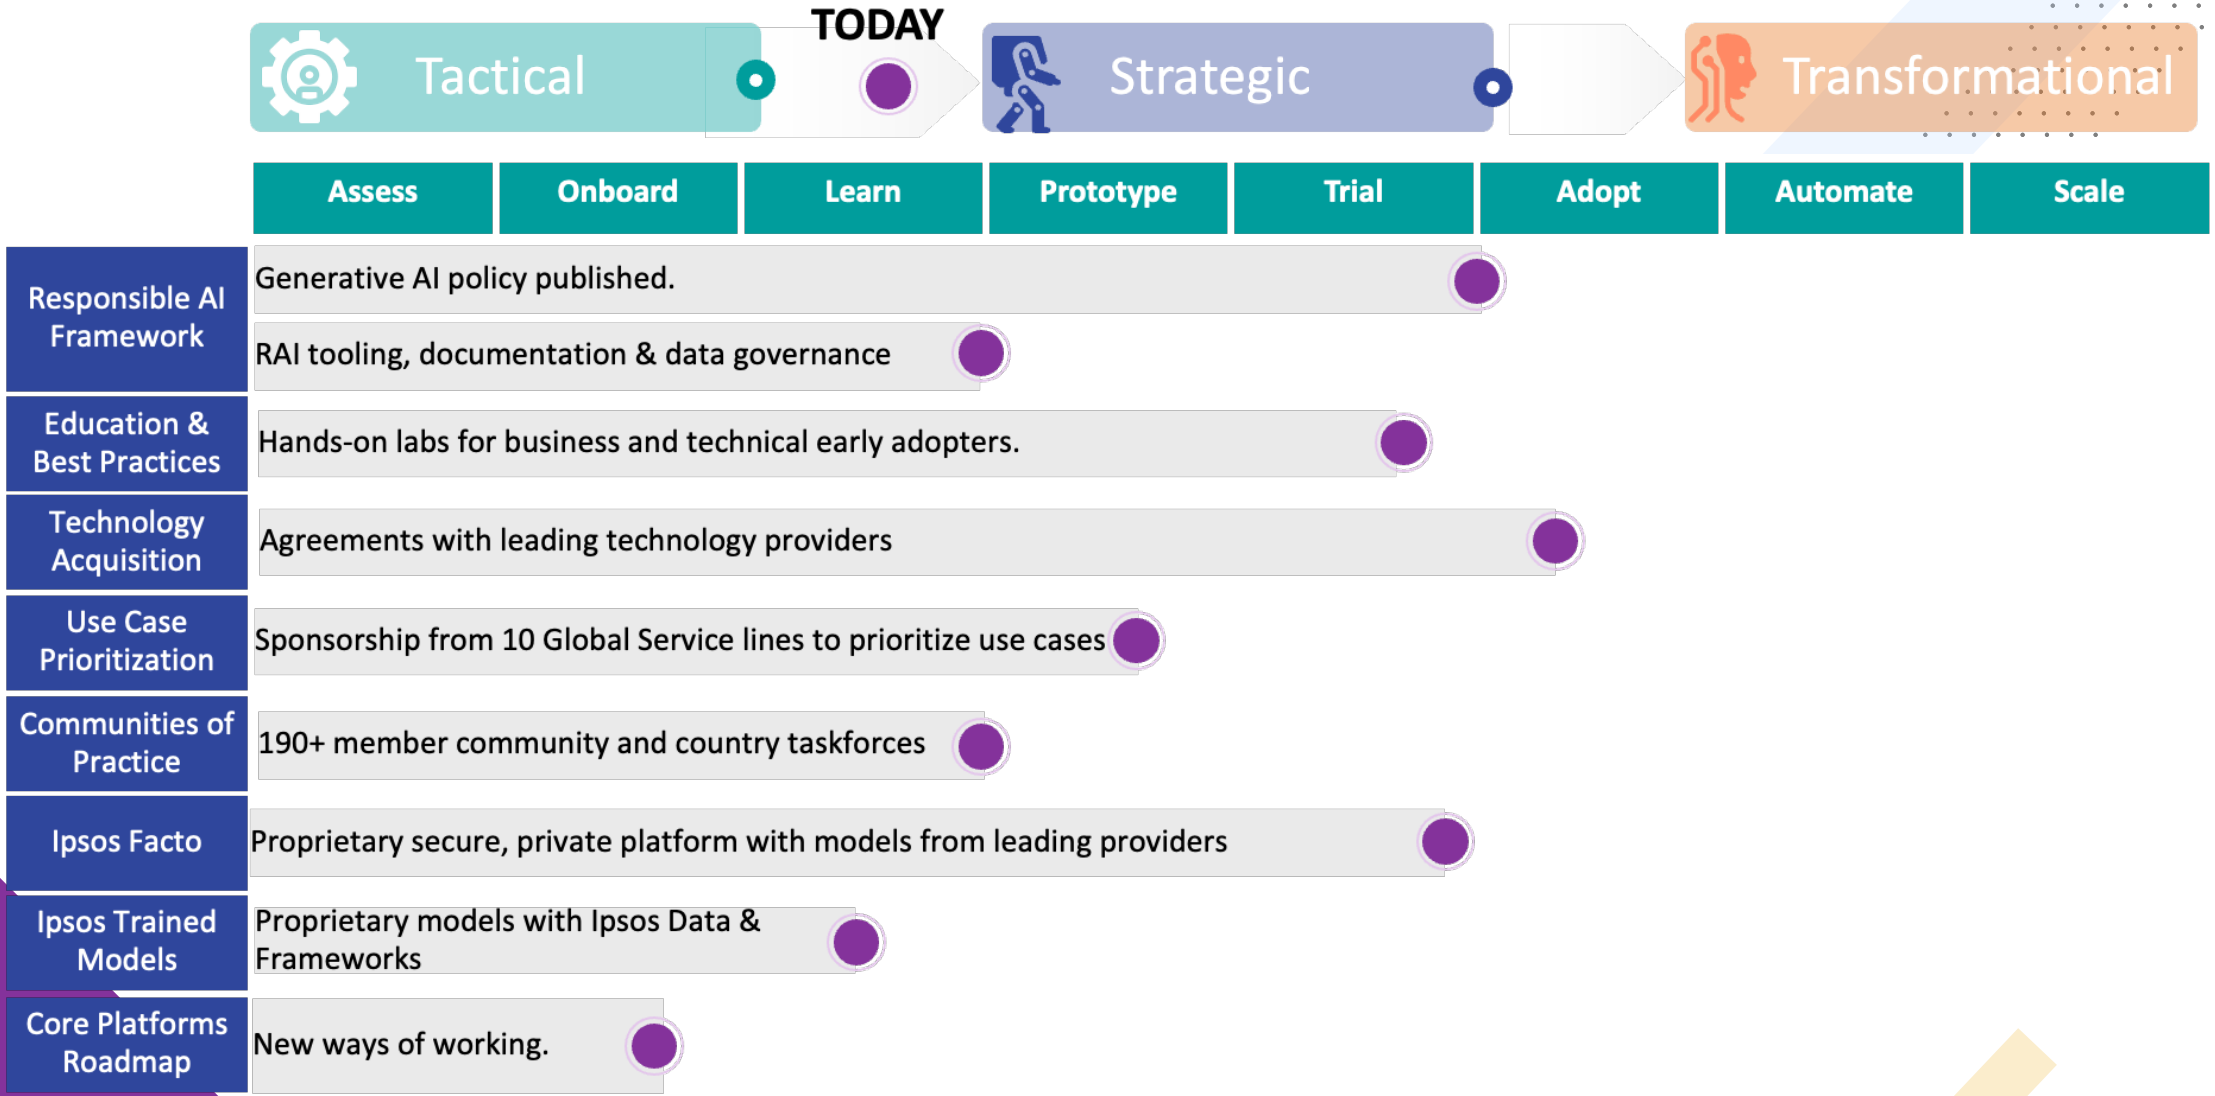 TODAY
Tactical
Strategic
Transformational
Assess
Onboard
Learn
Prototype
Trial
Adopt
Automate
Scale
Responsible AI
Framework
Generative AI policy published.
RAI tooling, documentation & data governance
Education &
Best Practices
Hands-on labs for business and technical early adopters.
Technology
Acquisition
Agreements with leading technology providers
Use Case
Prioritization
Sponsorship from 10 Global Service lines to prioritize use cases
Communities of
Practice
190+ member community and country taskforces
Ipsos Facto
Proprietary secure, private platform with models from leading providers
Ipsos Trained
Models
Proprietary models with Ipsos Data &
Frameworks
Core Platforms
Roadmap
New ways of working.